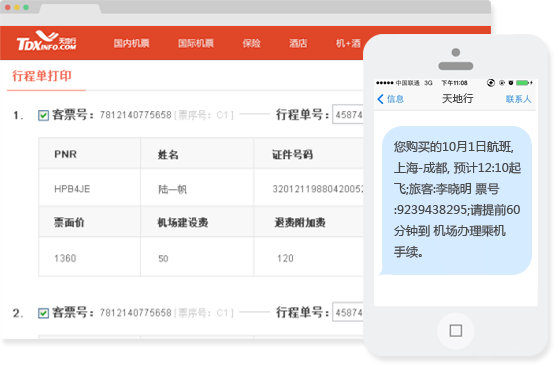 TDXINFO.COM 天地行
国内机票 国际机票 保险 酒店 机+酒
行程单打印
1. 客票号：7812140775658 [票序号：C1] 行程单号：45874
PNR 姓名 证件号码
HPB4JE 陆一帆 32012119880420052
票面价 机场建设费 退费附加费
1360 50 120
2. 客票号：7812140775658 [票序号：C1] 行程单号：45874
中国联通 3G 下午11:08
信息 天地行 联系人
您购买的10月1日航班,
上海-成都, 预计12:10起
飞;旅客:李晓明 票号
:9239438295;请提前60
分钟到 机场办理乘机
手续。